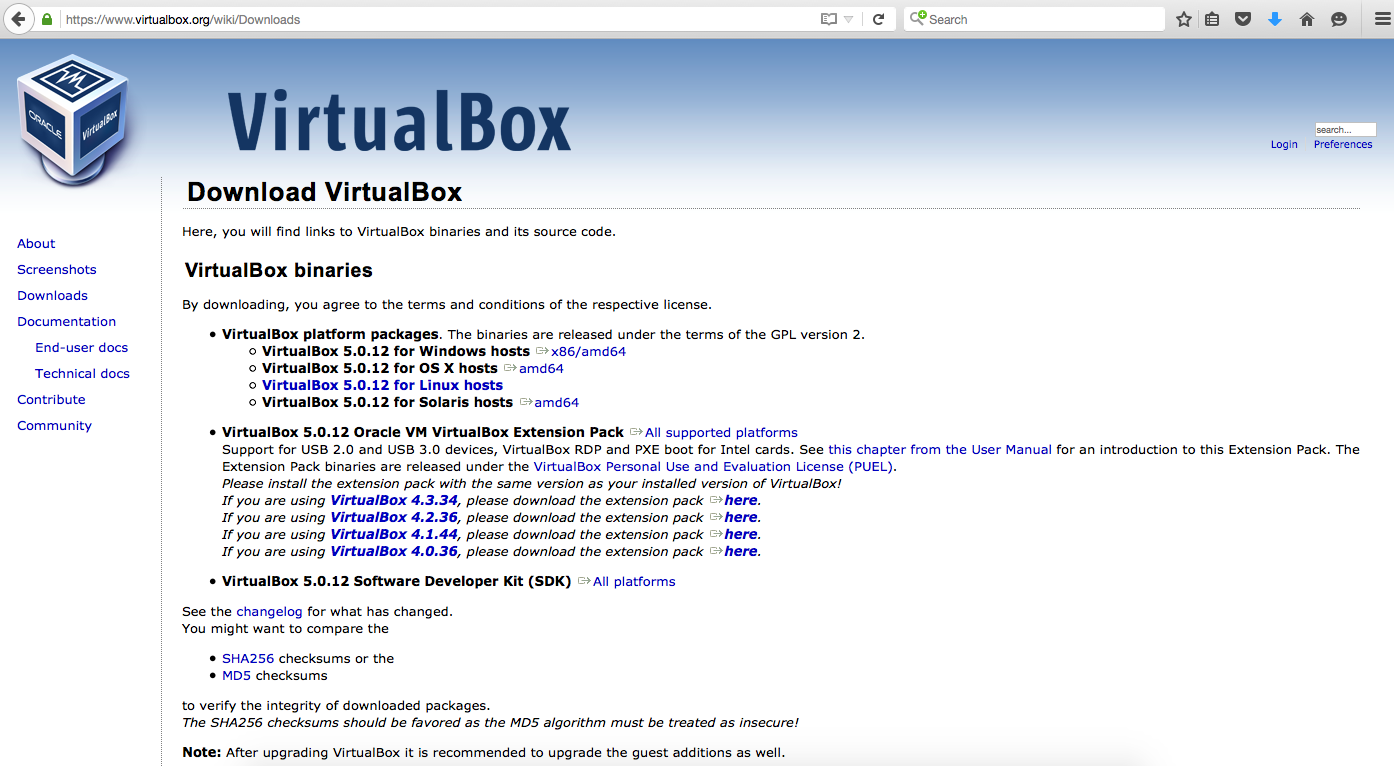 https://www.virtualbox.org/wiki/Downloads
Search
ORACLE
VirtualBox
VirtualBox
search...
Login Preferences
Download VirtualBox
Here, you will find links to VirtualBox binaries and its source code.
About
Screenshots
Downloads
Documentation
End-user docs
Technical docs
Contribute
Community
VirtualBox binaries
By downloading, you agree to the terms and conditions of the respective license.
• VirtualBox platform packages. The binaries are released under the terms of the GPL version 2.
VirtualBox 5.0.12 for Windows hosts x86/amd64
VirtualBox 5.0.12 for OS X hosts amd64
VirtualBox 5.0.12 for Linux hosts
VirtualBox 5.0.12 for Solaris hosts amd64
• VirtualBox 5.0.12 Oracle VM VirtualBox Extension Pack All supported platforms
Support for USB 2.0 and USB 3.0 devices, VirtualBox RDP and PXE boot for Intel cards. See this chapter from the User Manual for an introduction to this Extension Pack. The
Extension Pack binaries are released under the VirtualBox Personal Use and Evaluation License (PUEL).
Please install the extension pack with the same version as your installed version of VirtualBox!
If you are using VirtualBox 4.3.34, please download the extension pack here.
If you are using VirtualBox 4.2.36, please download the extension pack here.
If you are using VirtualBox 4.1.44, please download the extension pack here.
If you are using VirtualBox 4.0.36, please download the extension pack here.
• VirtualBox 5.0.12 Software Developer Kit (SDK) All platforms
See the changelog for what has changed.
You might want to compare the
• SHA256 checksums or the
• MD5 checksums
to verify the integrity of downloaded packages.
The SHA256 checksums should be favored as the MD5 algorithm must be treated as insecure!
Note: After upgrading VirtualBox it is recommended to upgrade the guest additions as well.